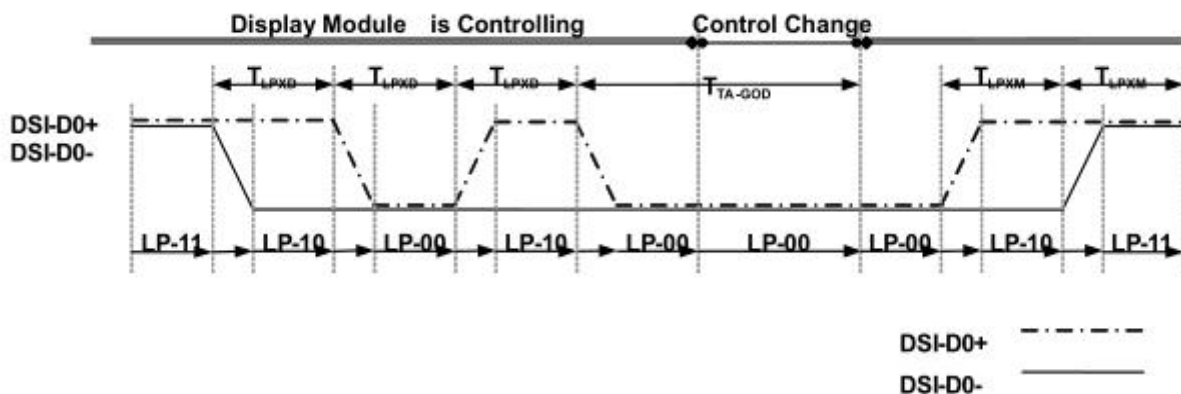 Display Module is Controlling Control Change
TLPXD TLPXD TLPXD TTA-GOD TLPXM TLPXM
DSI-D0+
DSI-D0-
LP-11 LP-10 LP-00 LP-10 LP-00 LP-00 LP-00 LP-10 LP-11
DSI-D0+
DSI-D0-